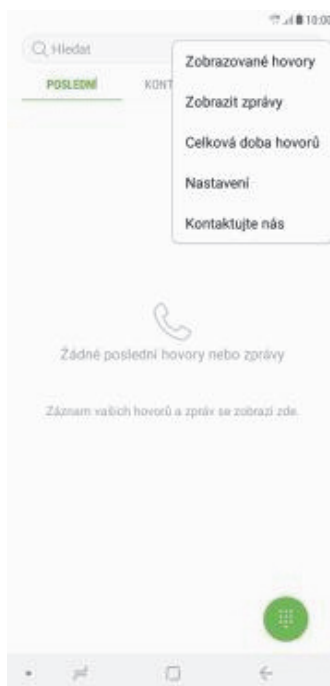 10:00
Hledat
POSLEDNÍ KONT
Zobrazované hovory
Zobrazit zprávy
Celková doba hovorů
Nastavení
Kontaktujte nás
Žádné poslední hovory nebo zprávy
Záznam vašich hovorů a zpráv se zobrazí zde.